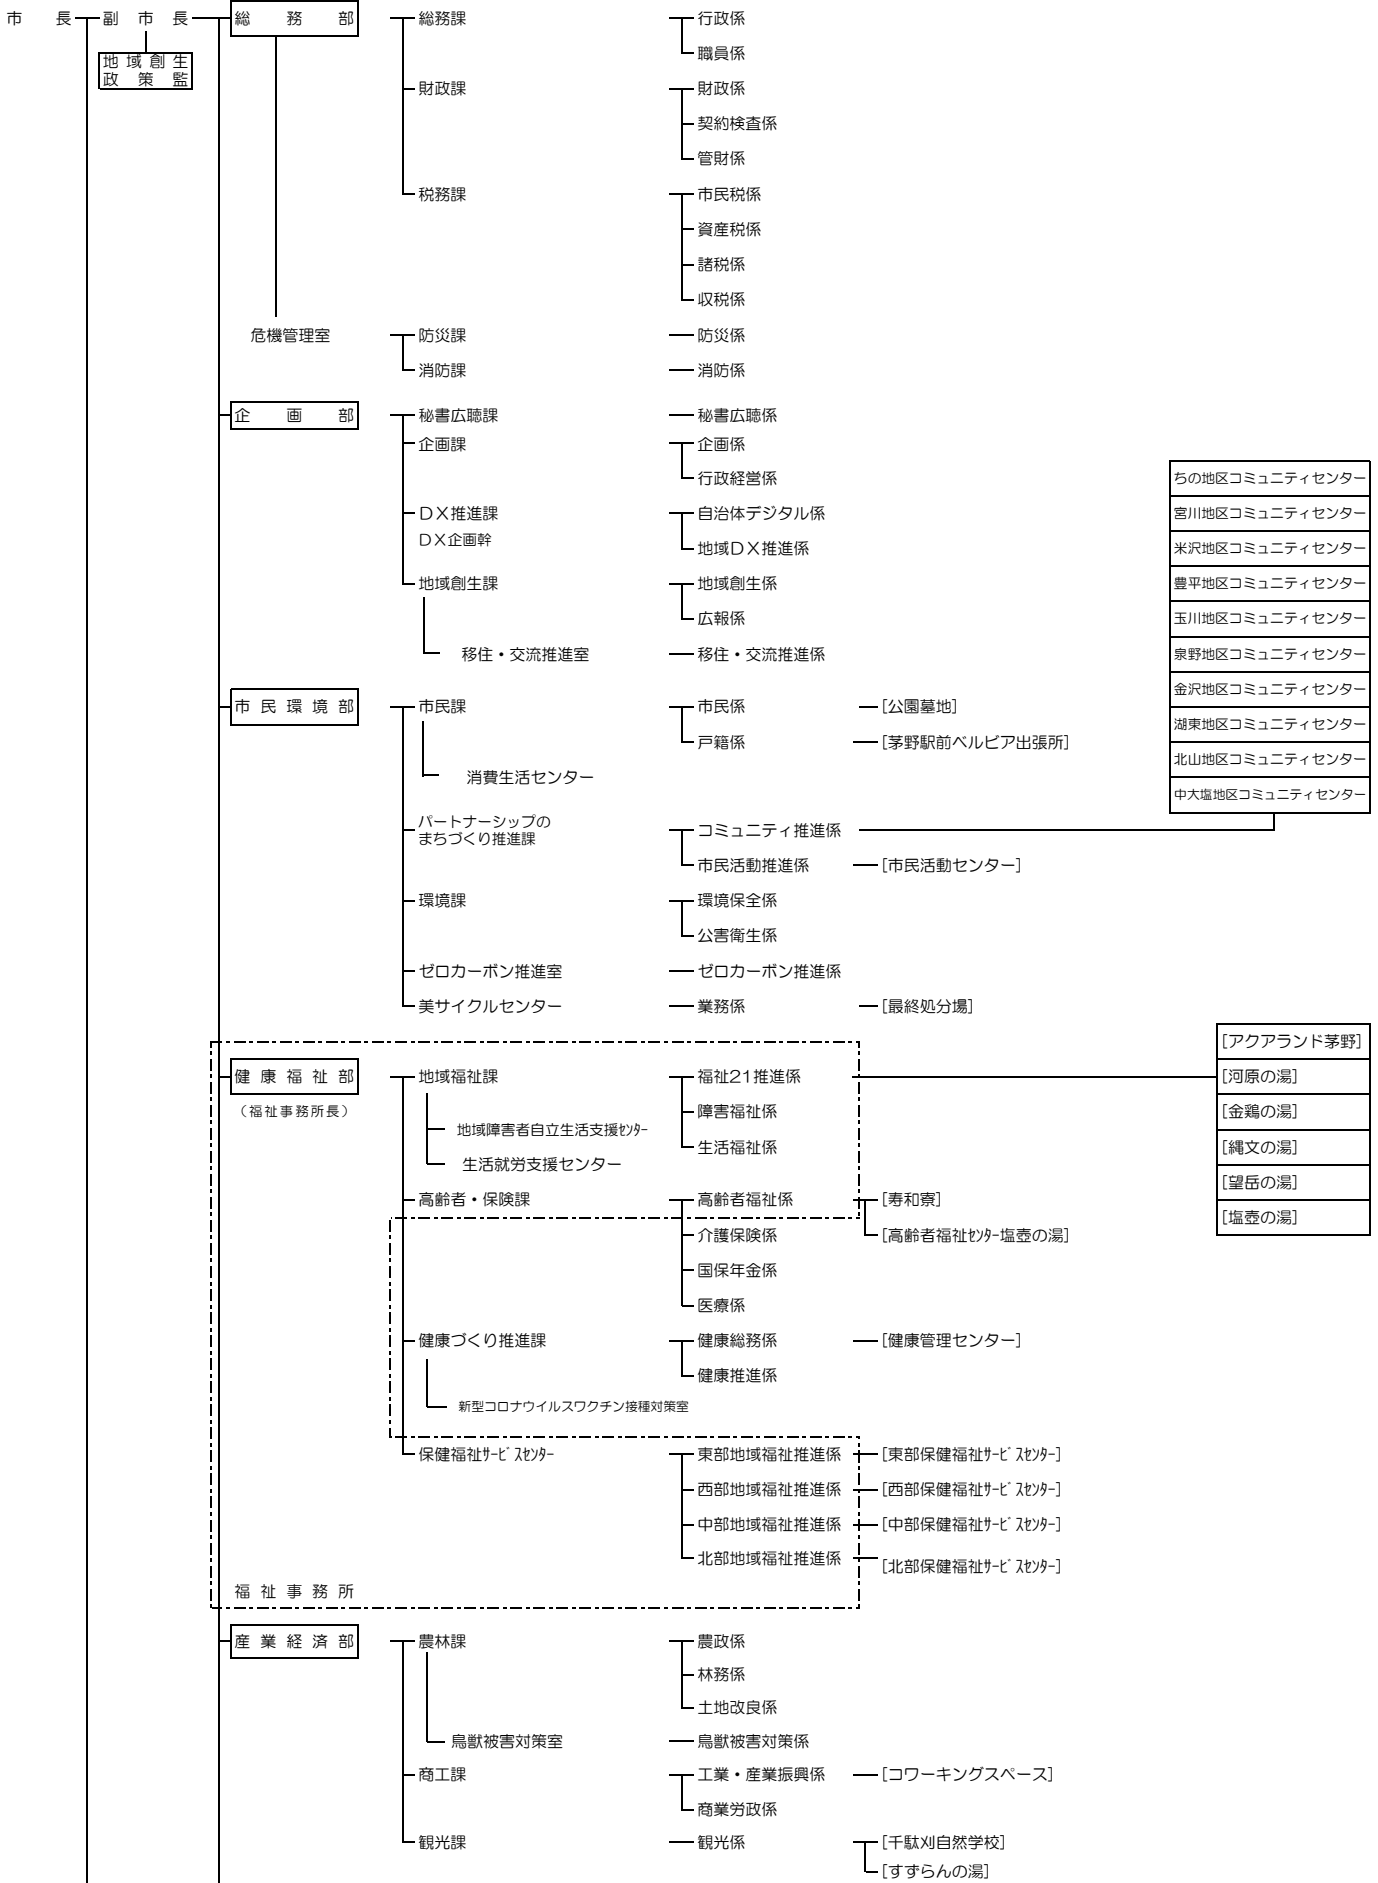 市長 副市長 総務部 総務課 行政係
地域創生
政策監
職員係
財政課 財政係
契約検査係
管財係
税務課 市民税係
資産税係
諸税係
収税係
危機管理室 防災課 防災係
消防課 消防係
企画部 秘書広聴課 秘書広聴係
企画課 企画係
行政経営係
ちの地区コミュニティセンター
DX推進課 自治体デジタル係
宮川地区コミュニティセンター
DX企画幹
地域DX推進係
米沢地区コミュニティセンター
地域創生課 地域創生係
豊平地区コミュニティセンター
広報係
玉川地区コミュニティセンター
移住・交流推進室 移住・交流推進係
泉野地区コミュニティセンター
金沢地区コミュニティセンター
市民環境部 市民課 市民係 [公園墓地]
湖東地区コミュニティセンター
戸籍係 [茅野駅前ベルビア出張所]
北山地区コミュニティセンター
消費生活センター
中大塩地区コミュニティセンター
パートナーシップの
まちづくり推進課
コミュニティ推進係
市民活動推進係 [市民活動センター]
環境課 環境保全係
公害衛生係
ゼロカーボン推進室 ゼロカーボン推進係
美サイクルセンター 業務係 [最終処分場]
[アクアランド茅野]
健康福祉部 地域福祉課 福祉21推進係 [河原の湯]
(福祉事務所長) 障害福祉係 [金鶏の湯]
地域障害者自立生活支援ｾﾝﾀｰ
生活福祉係 [縄文の湯]
生活就労支援センター
[望岳の湯]
高齢者・保険課 高齢者福祉係 [寿和寮]
[塩壺の湯]
介護保険係 [高齢者福祉ｾﾝﾀｰ塩壺の湯]
国保年金係
医療係
健康づくり推進課 健康総務係 [健康管理センター]
健康推進係
新型コロナウイルスワクチン接種対策室
保健福祉ｻｰﾋﾞｽｾﾝﾀｰ 東部地域福祉推進係 [東部保健福祉ｻｰﾋﾞｽｾﾝﾀｰ]
西部地域福祉推進係 [西部保健福祉ｻｰﾋﾞｽｾﾝﾀｰ]
中部地域福祉推進係 [中部保健福祉ｻｰﾋﾞｽｾﾝﾀｰ]
北部地域福祉推進係 [北部保健福祉ｻｰﾋﾞｽｾﾝﾀｰ]
福祉事務所
産業経済部 農林課 農政係
林務係
土地改良係
鳥獣被害対策室 鳥獣被害対策係
商工課 工業・産業振興係 [コワーキングスペース]
商業労政係
観光課 観光係 [千駄刈自然学校]
[すずらんの湯]